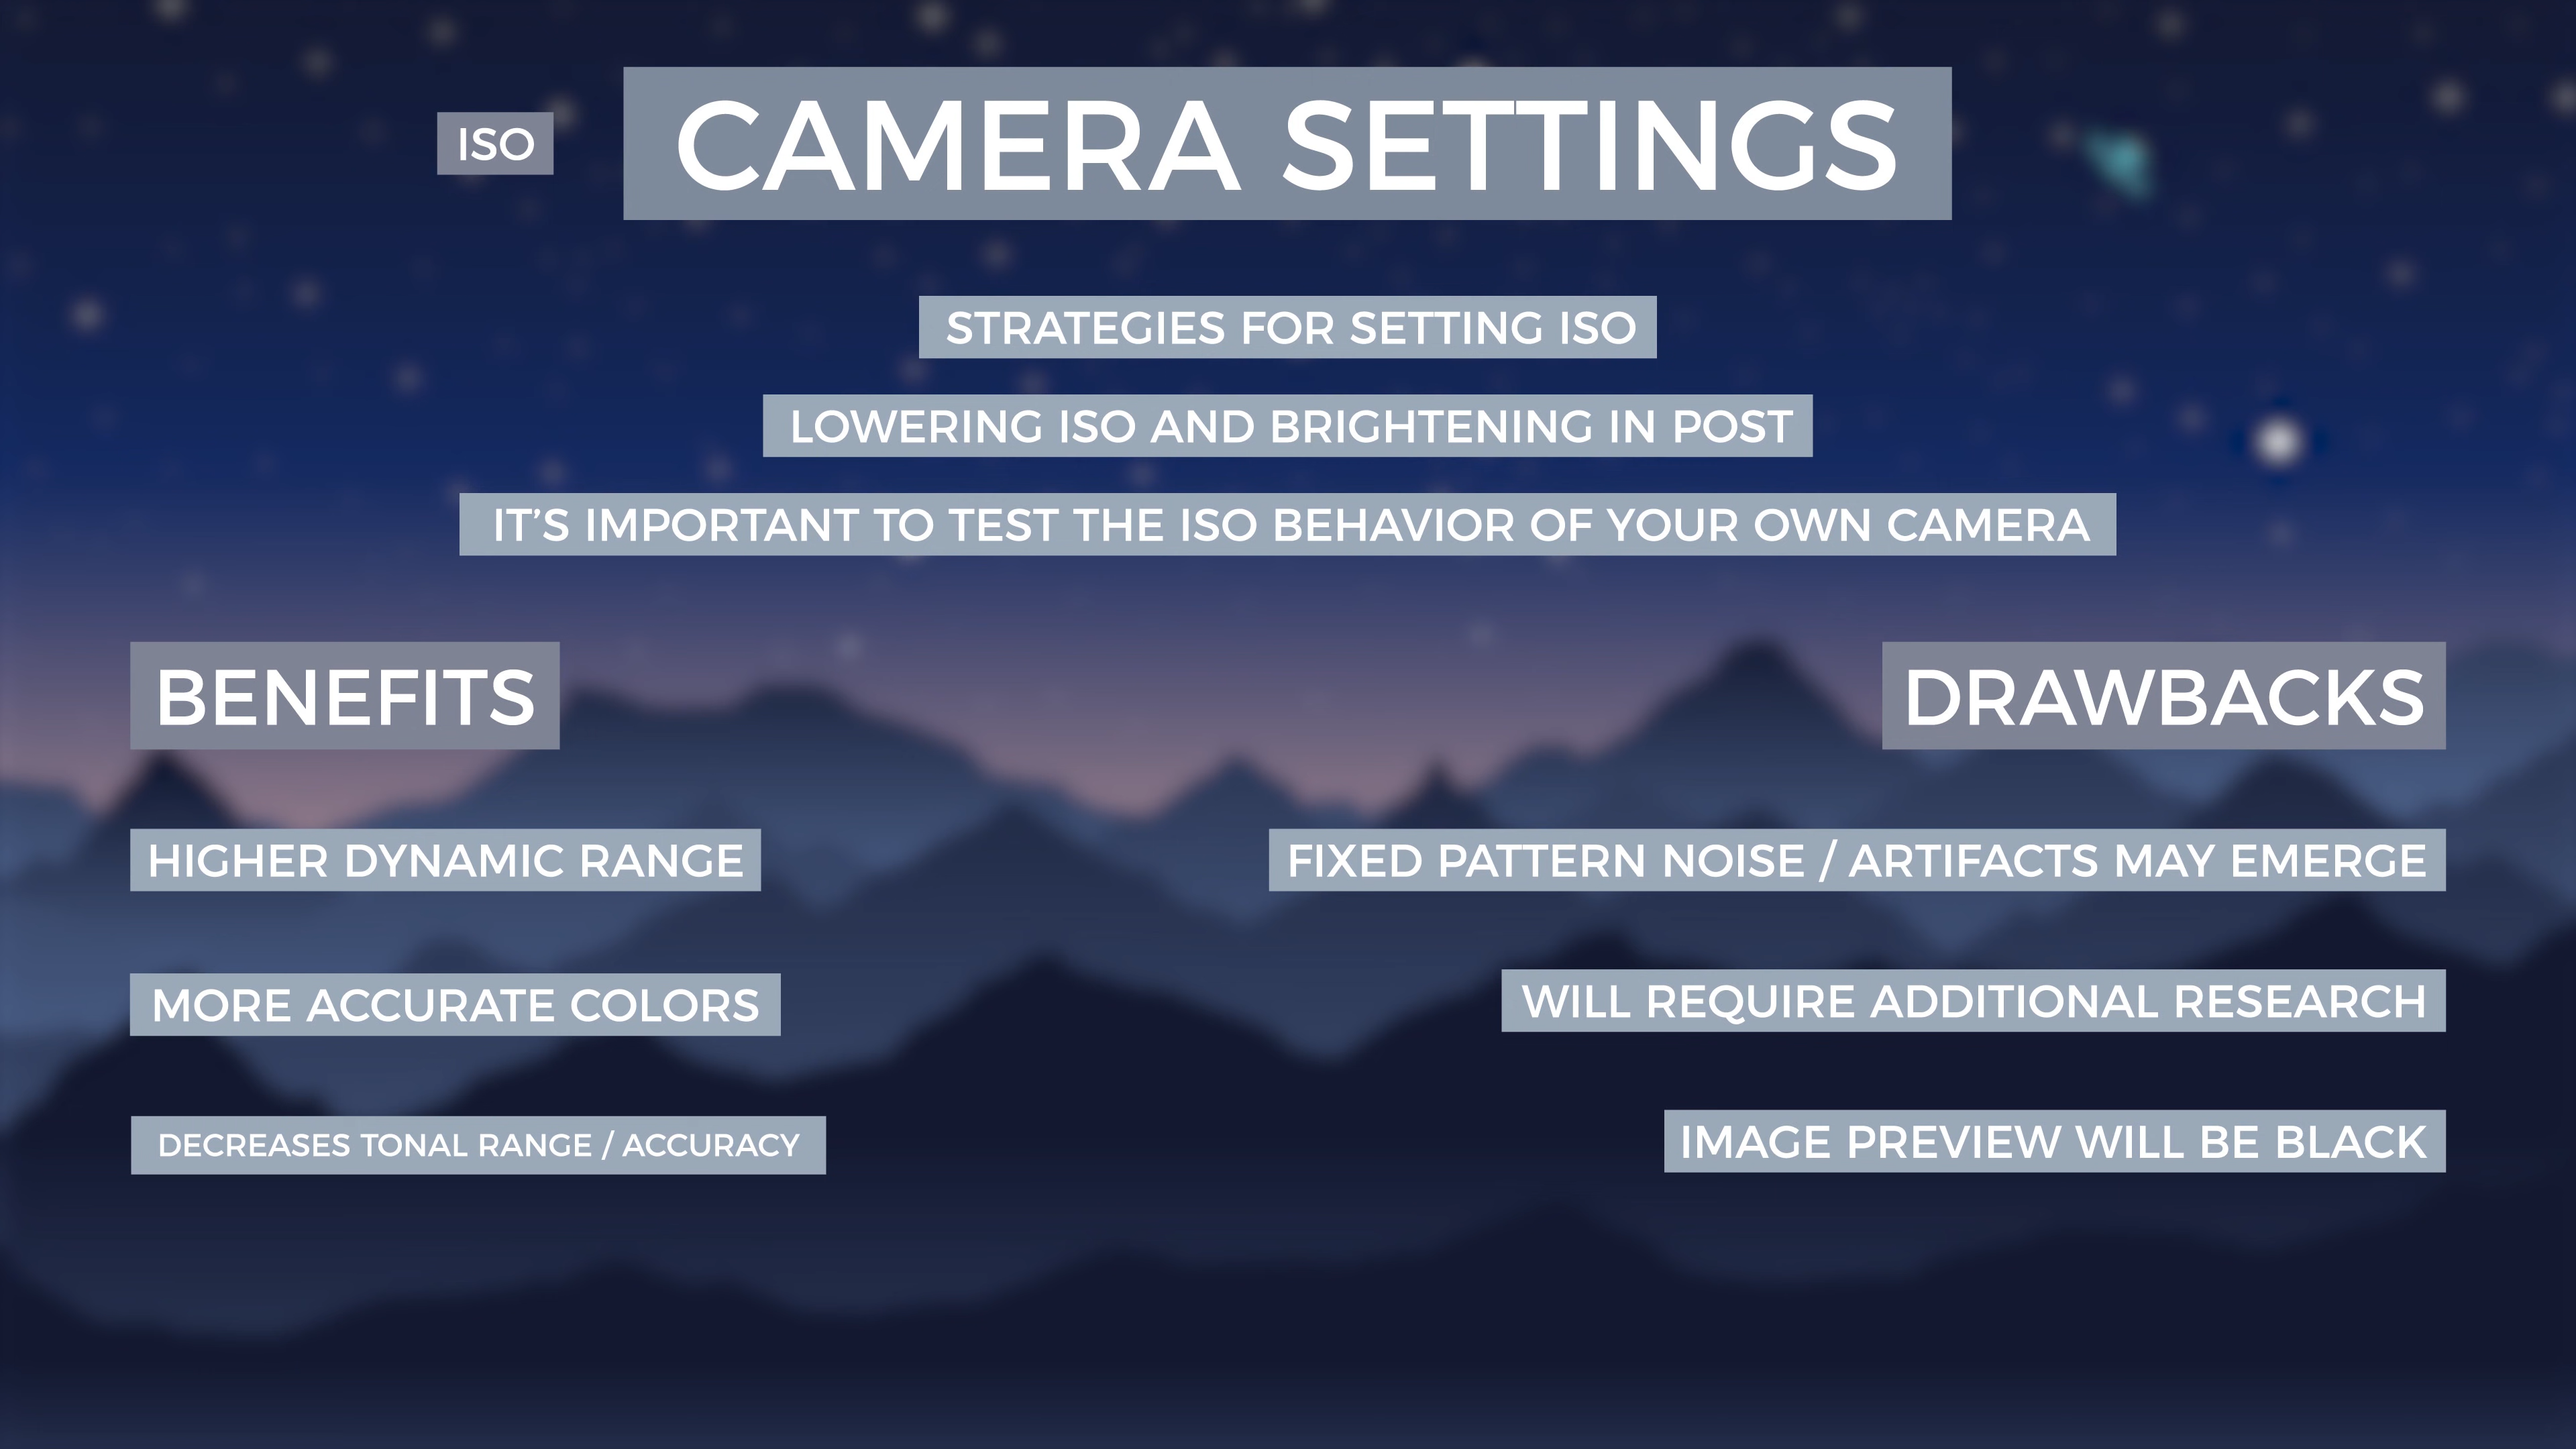 ISO
CAMERA SETTINGS
STRATEGIES FOR SETTING ISO
LOWERING ISO AND BRIGHTENING IN POST
IT’S IMPORTANT TO TEST THE ISO BEHAVIOR OF YOUR OWN CAMERA
BENEFITS
HIGHER DYNAMIC RANGE
MORE ACCURATE COLORS
DECREASES TONAL RANGE / ACCURACY
DRAWBACKS
FIXED PATTERN NOISE / ARTIFACTS MAY EMERGE
WILL REQUIRE ADDITIONAL RESEARCH
IMAGE PREVIEW WILL BE BLACK